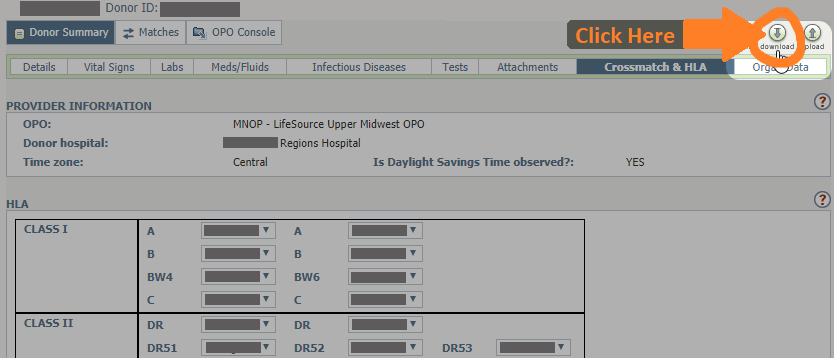 Donor ID:
Donor Summary Matches OPO Console
Click Here download upload
Details Vital Signs Labs Meds/Fluids Infectious Diseases Tests Attachments Crossmatch & HLA Organ Data
PROVIDER INFORMATION ?
OPO: MNOP - LifeSource Upper Midwest OPO
Donor hospital: Regions Hospital
Time zone: Central Is Daylight Savings Time observed?: YES
HLA ?
CLASS I A A
B B
BW4 BW6
C C
CLASS II DR DR
DR51 DR52 DR53